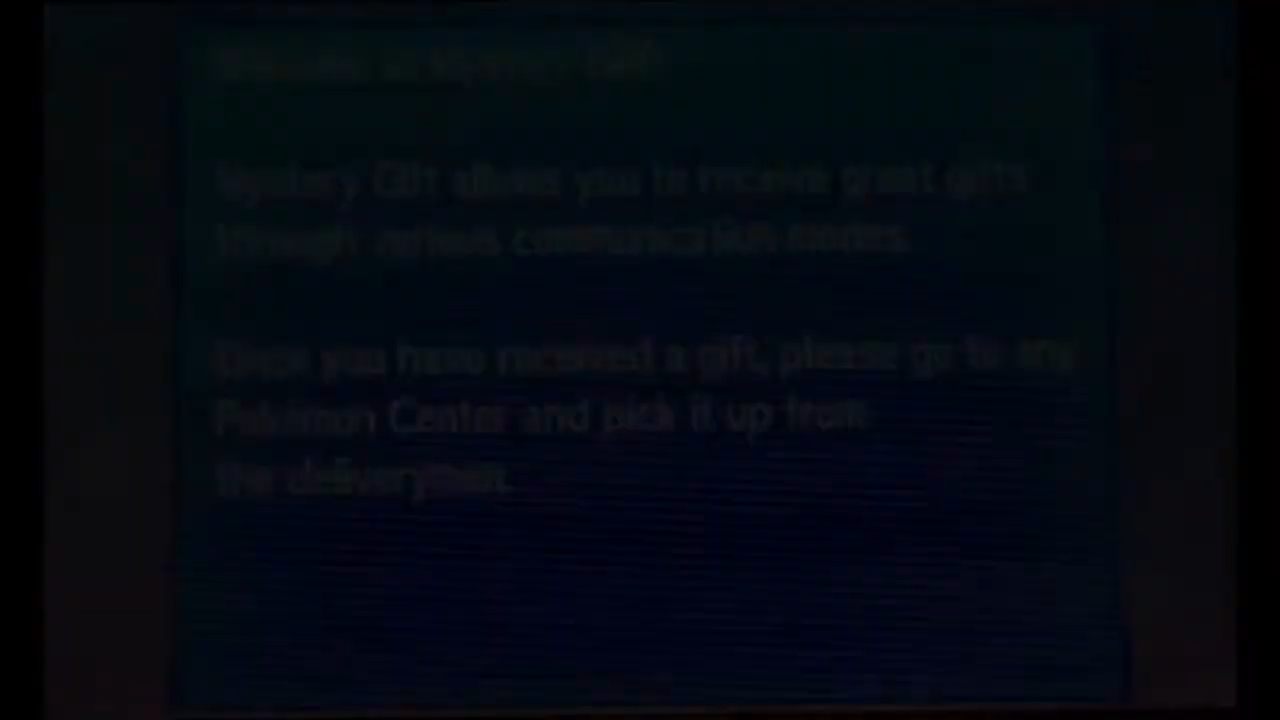 Welcome to Mystery Gift!
Mystery Gift allows you to receive great gifts
through various communication modes.
Once you have received a gift, please go to any
Pokémon Center and pick it up from
the deliveryman.